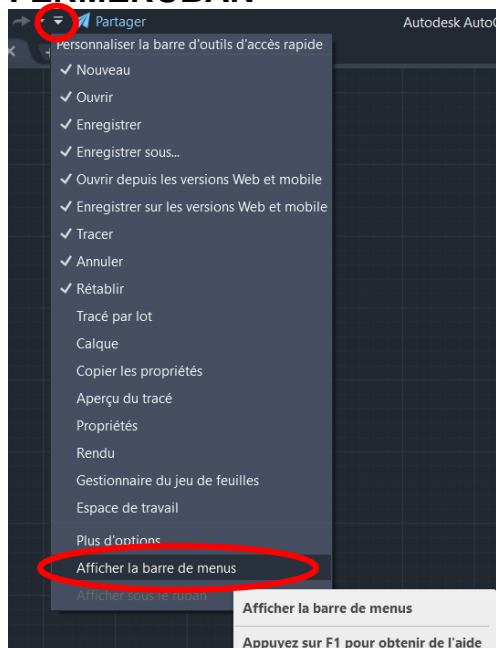 FERMERUBAN
Partager
Autodesk Auto
Personnaliser la barre d'outils d'accès rapide
Nouveau
Ouvrir
Enregistrer
Enregistrer sous...
Ouvrir depuis les versions Web et mobile
Enregistrer sur les versions Web et mobile
Tracer
Annuler
Rétablir
Tracé par lot
Calque
Copier les propriétés
Aperçu du tracé
Propriétés
Rendu
Gestionnaire du jeu de feuilles
Espace de travail
Plus d'options
Afficher la barre de menus
Afficher sous le ruban
Afficher la barre de menus
Appuyez sur F1 pour obtenir de l'aide